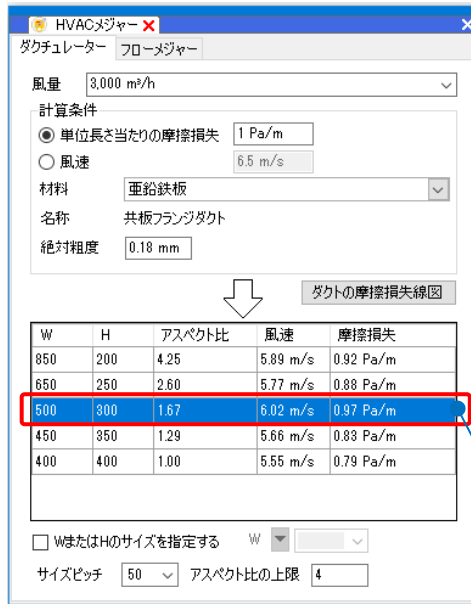 HVACメジャー
ダクチュレーター フローメジャー
風量 3,000 m³/h
計算条件
単位長さ当たりの摩擦損失 1 Pa/m
風速 6.5 m/s
材料 亜鉛鉄板
名称 共板フランジダクト
絶対粗度 0.18 mm
ダクトの摩擦損失線図
W H アスペクト比 風速 摩擦損失
850 200 4.25 5.89 m/s 0.92 Pa/m
650 250 2.60 5.77 m/s 0.88 Pa/m
500 300 1.67 6.02 m/s 0.97 Pa/m
450 350 1.29 5.66 m/s 0.83 Pa/m
400 400 1.00 5.55 m/s 0.79 Pa/m
WまたはHのサイズを指定する W
サイズピッチ 50 アスペクト比の上限 4